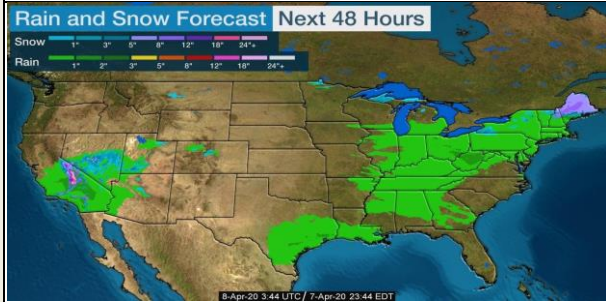 Rain and Snow Forecast Next 48 Hours
Snow
1" 3" 5" 8" 12" 18" 24"+
Rain
1" 2" 3" 5" 8" 12" 18" 24"+
8-Apr-20 3:44 UTC / 7-Apr-20 23:44 EDT